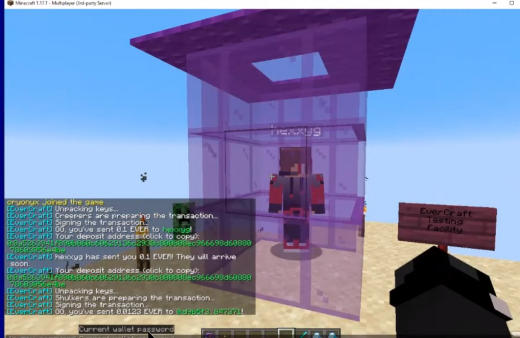 Minecraft 1.17.1 - Multiplayer (3rd-party Server)
hexxyg
EverCraft
Testing
Facility
cryonyx joined the game
[EverCraft] Unpacking keys...
[EverCraft] Creepers are preparing the transaction...
[EverCraft] Signing the transaction...
[EverCraft] GG, you've sent 0.1 EVER to hexxyg!
[EverCraft] Your deposit address (click to copy):
[EverCraft] Hexxyg has sent you 0.1 EVER! They will arrive
soon.
[EverCraft] Your deposit address (click to copy):
[EverCraft] Unpacking keys...
[EverCraft] Shulkers are preparing the transaction...
[EverCraft] Signing the transaction...
[EverCraft] GG, you've sent 0.0123 EVER to
Current wallet password